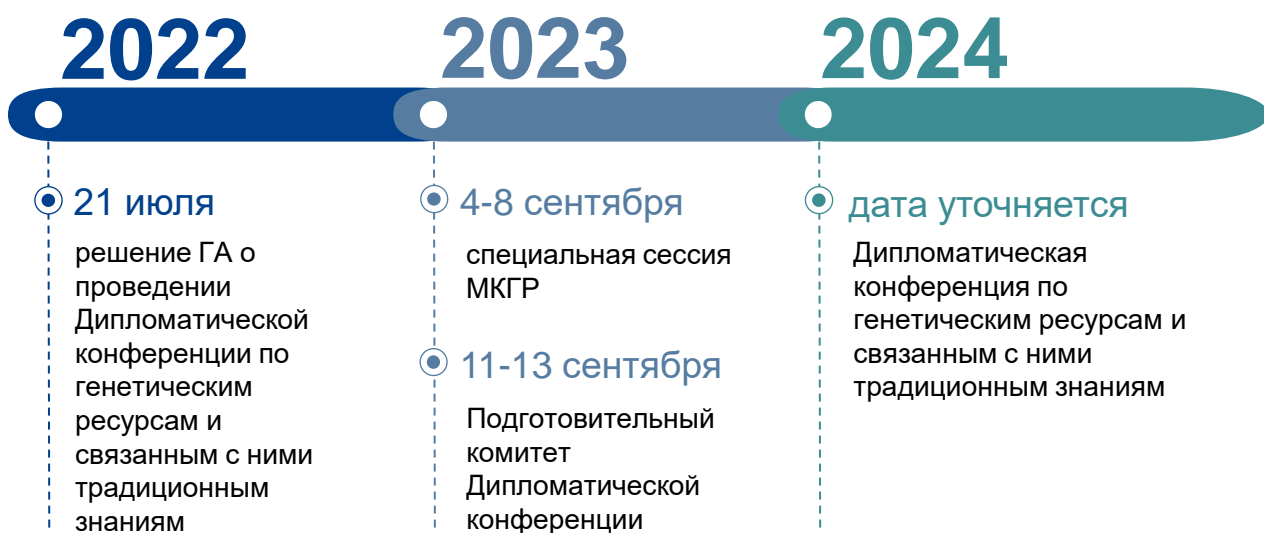 2022
2023
2024
21 июля
решение ГА о
проведении
Дипломатической
конференции по
генетическим
ресурсам и
связанным с ними
традиционным
знаниям
4-8 сентября
специальная сессия
МКГР
11-13 сентября
Подготовительный
комитет
Дипломатической
конференции
дата уточняется
Дипломатическая
конференция по
генетическим ресурсам и
связанным с ними
традиционным знаниям